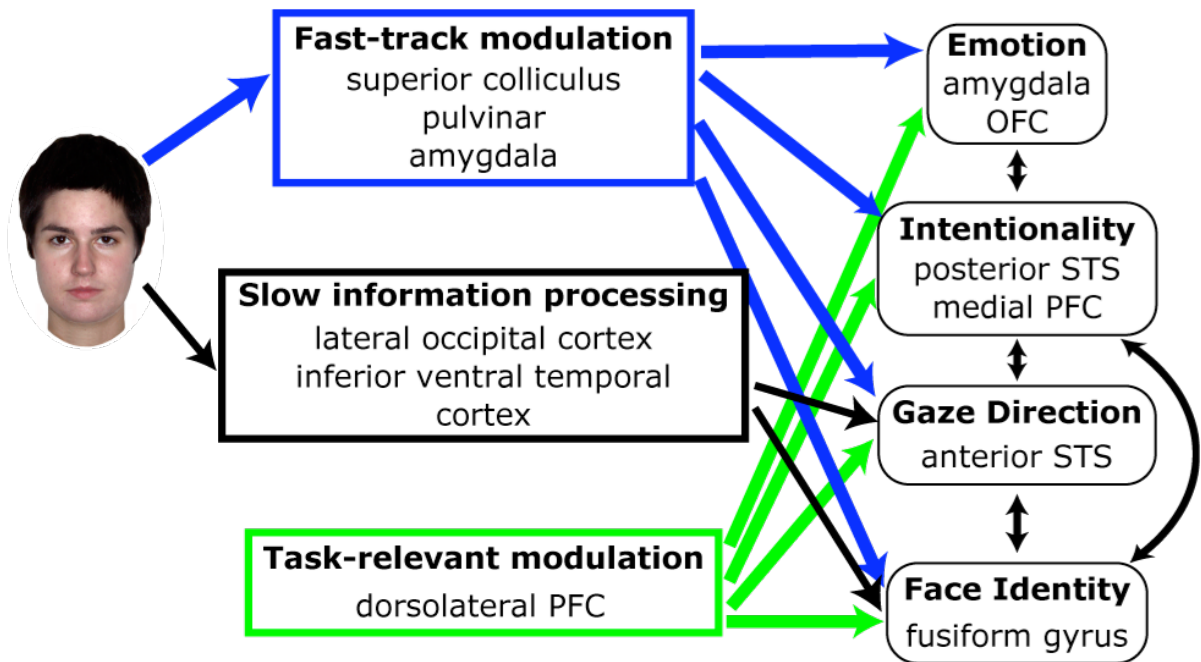 Fast-track modulation
superior colliculus
pulvinar
amygdala
Slow information processing
lateral occipital cortex
inferior ventral temporal
cortex
Task-relevant modulation
dorsolateral PFC
Emotion
amygdala
OFC
Intentionality
posterior STS
medial PFC
Gaze Direction
anterior STS
Face Identity
fusiform gyrus